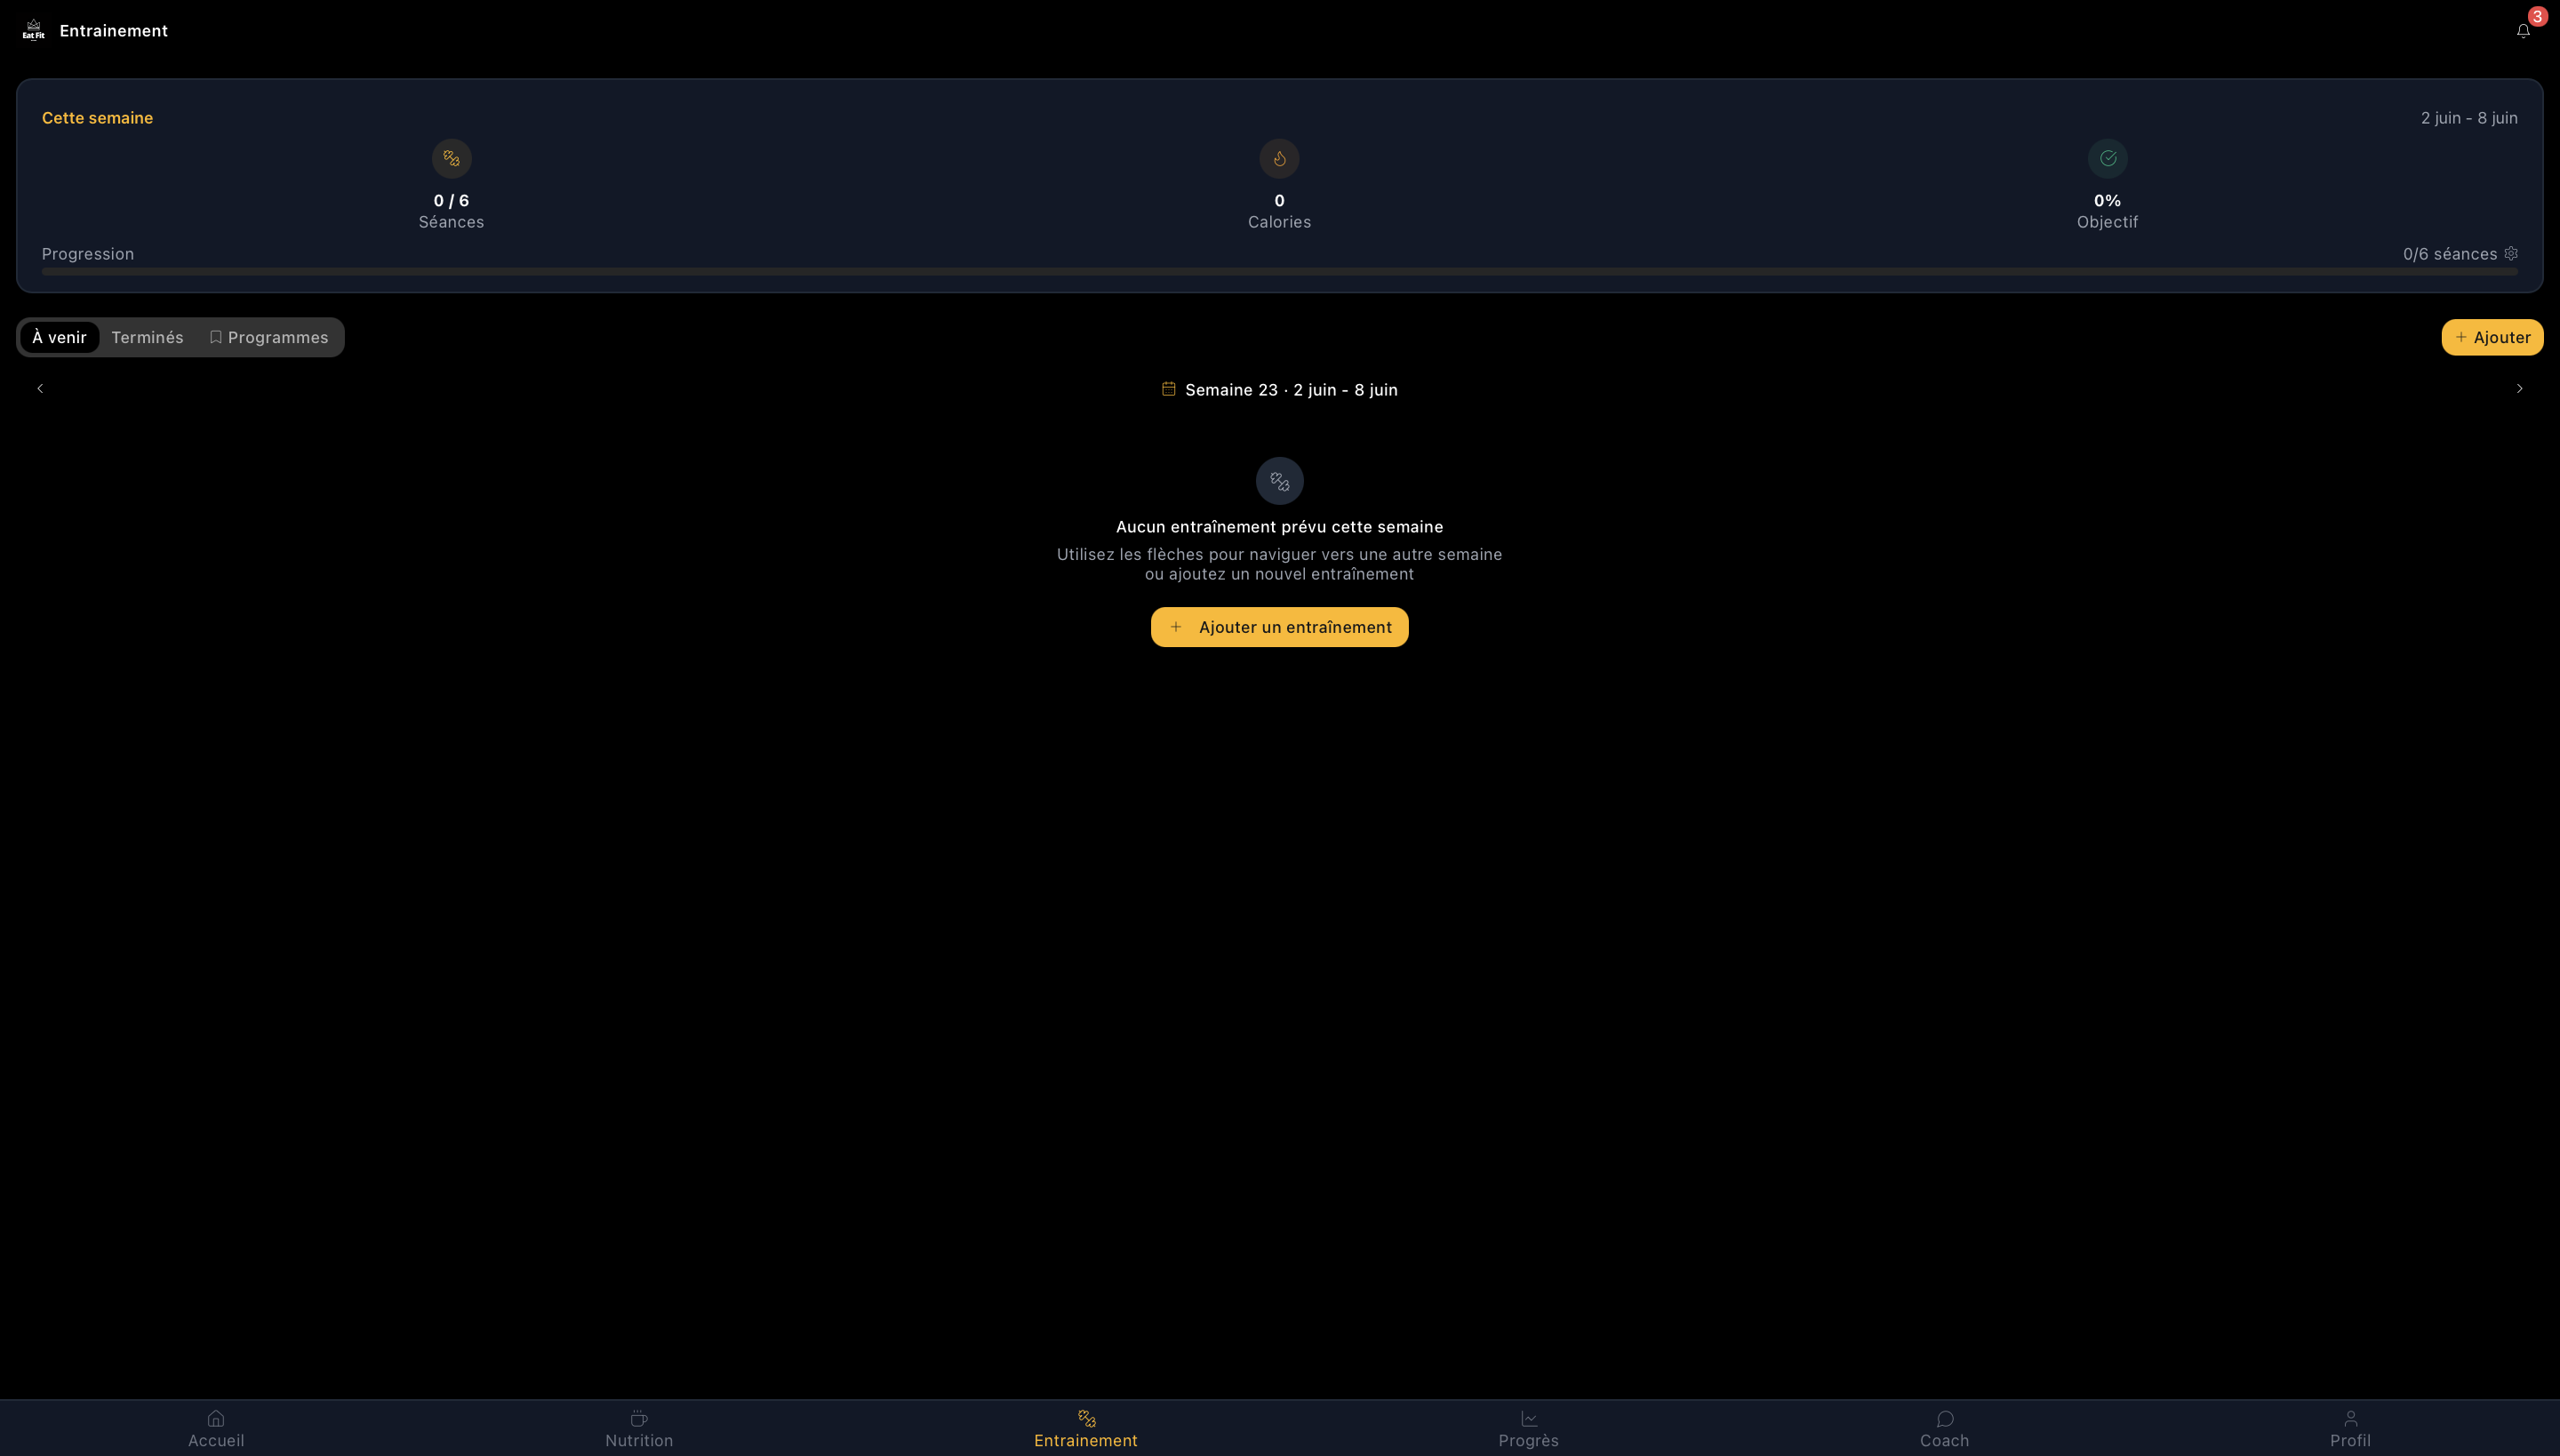 Eat Fit
Entrainement
3
Cette semaine
2 juin - 8 juin
0 / 6
Séances
0
Calories
0%
Objectif
Progression
0/6 séances
À venir
Terminés
Programmes
+ Ajouter
Semaine 23 · 2 juin - 8 juin
Aucun entraînement prévu cette semaine
Utilisez les flèches pour naviguer vers une autre semaine
ou ajoutez un nouvel entraînement
+ Ajouter un entraînement
Accueil
Nutrition
Entrainement
Progrès
Coach
Profil